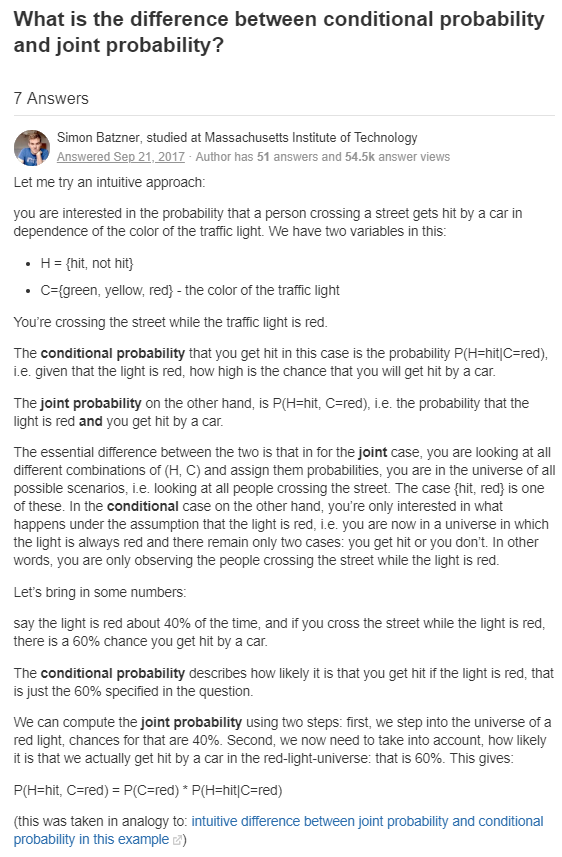 What is the difference between conditional probability
and joint probability?
7 Answers
Simon Batzner, studied at Massachusetts Institute of Technology
Answered Sep 21, 2017 · Author has 51 answers and 54.5k answer views
Let me try an intuitive approach:
you are interested in the probability that a person crossing a street gets hit by a car in
dependence of the color of the traffic light. We have two variables in this:
• H = {hit, not hit}
• C={green, yellow, red} - the color of the traffic light
You're crossing the street while the traffic light is red.
The conditional probability that you get hit in this case is the probability P(H=hit|C=red),
i.e. given that the light is red, how high is the chance that you will get hit by a car.
The joint probability on the other hand, is P(H=hit, C=red), i.e. the probability that the
light is red and you get hit by a car.
The essential difference between the two is that in for the joint case, you are looking at all
different combinations of (H, C) and assign them probabilities, you are in the universe of all
possible scenarios, i.e. looking at all people crossing the street. The case {hit, red} is one
of these. In the conditional case on the other hand, you're only interested in what
happens under the assumption that the light is red, i.e. you are now in a universe in which
the light is always red and there remain only two cases: you get hit or you don't. In other
words, you are only observing the people crossing the street while the light is red.
Let's bring in some numbers:
say the light is red about 40% of the time, and if you cross the street while the light is red,
there is a 60% chance you get hit by a car.
The conditional probability describes how likely it is that you get hit if the light is red, that
is just the 60% specified in the question.
We can compute the joint probability using two steps: first, we step into the universe of a
red light, chances for that are 40%. Second, we now need to take into account, how likely
it is that we actually get hit by a car in the red-light-universe: that is 60%. This gives:
P(H=hit, C=red) = P(C=red) * P(H=hit|C=red)
(this was taken in analogy to: intuitive difference between joint probability and conditional
probability in this example)